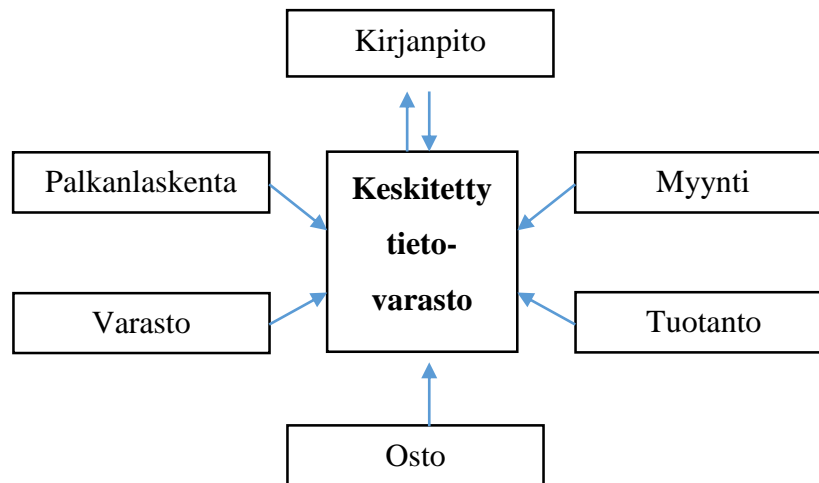 Kirjanpito
Palkanlaskenta
Keskitetty
tieto-
varasto
Myynti
Varasto
Tuotanto
Osto